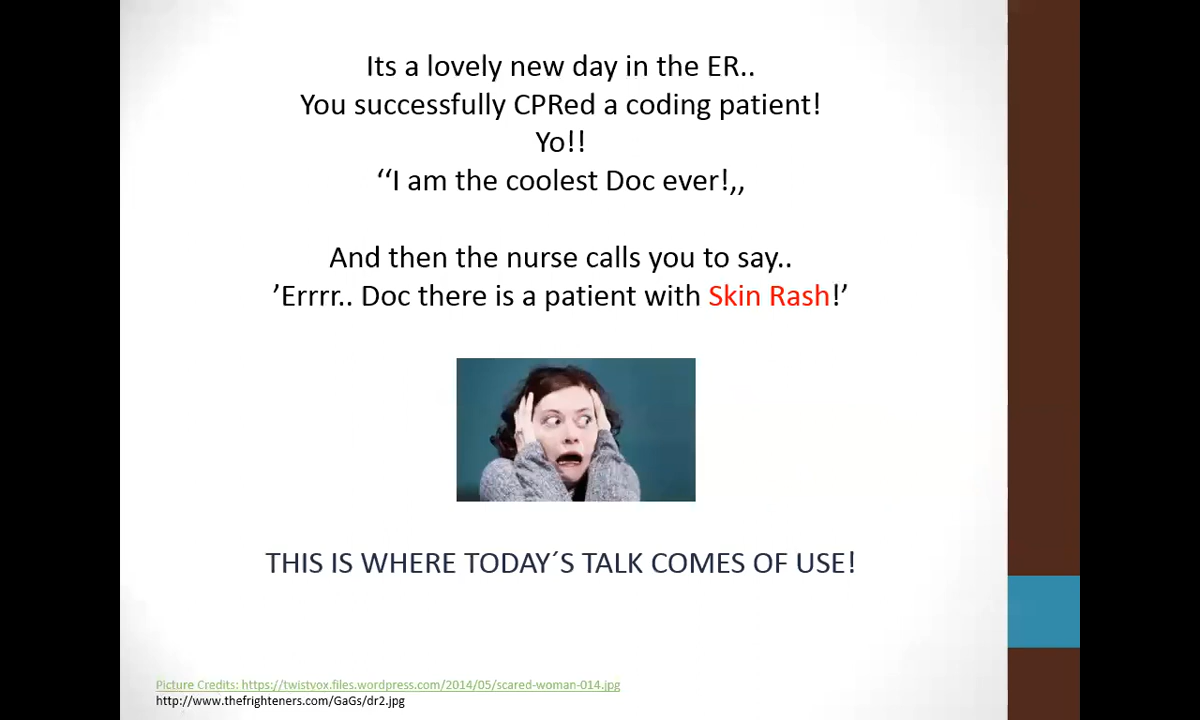 Its a lovely new day in the ER..
You successfully CPRed a coding patient!
Yo!!
‘‘I am the coolest Doc ever!,,
And then the nurse calls you to say..
’Errrr.. Doc there is a patient with Skin Rash!’
THIS IS WHERE TODAY´S TALK COMES OF USE!
Picture Credits: https://twistvox.files.wordpress.com/2014/05/scared-woman-014.jpg
http://www.thefrighteners.com/GaGs/dr2.jpg